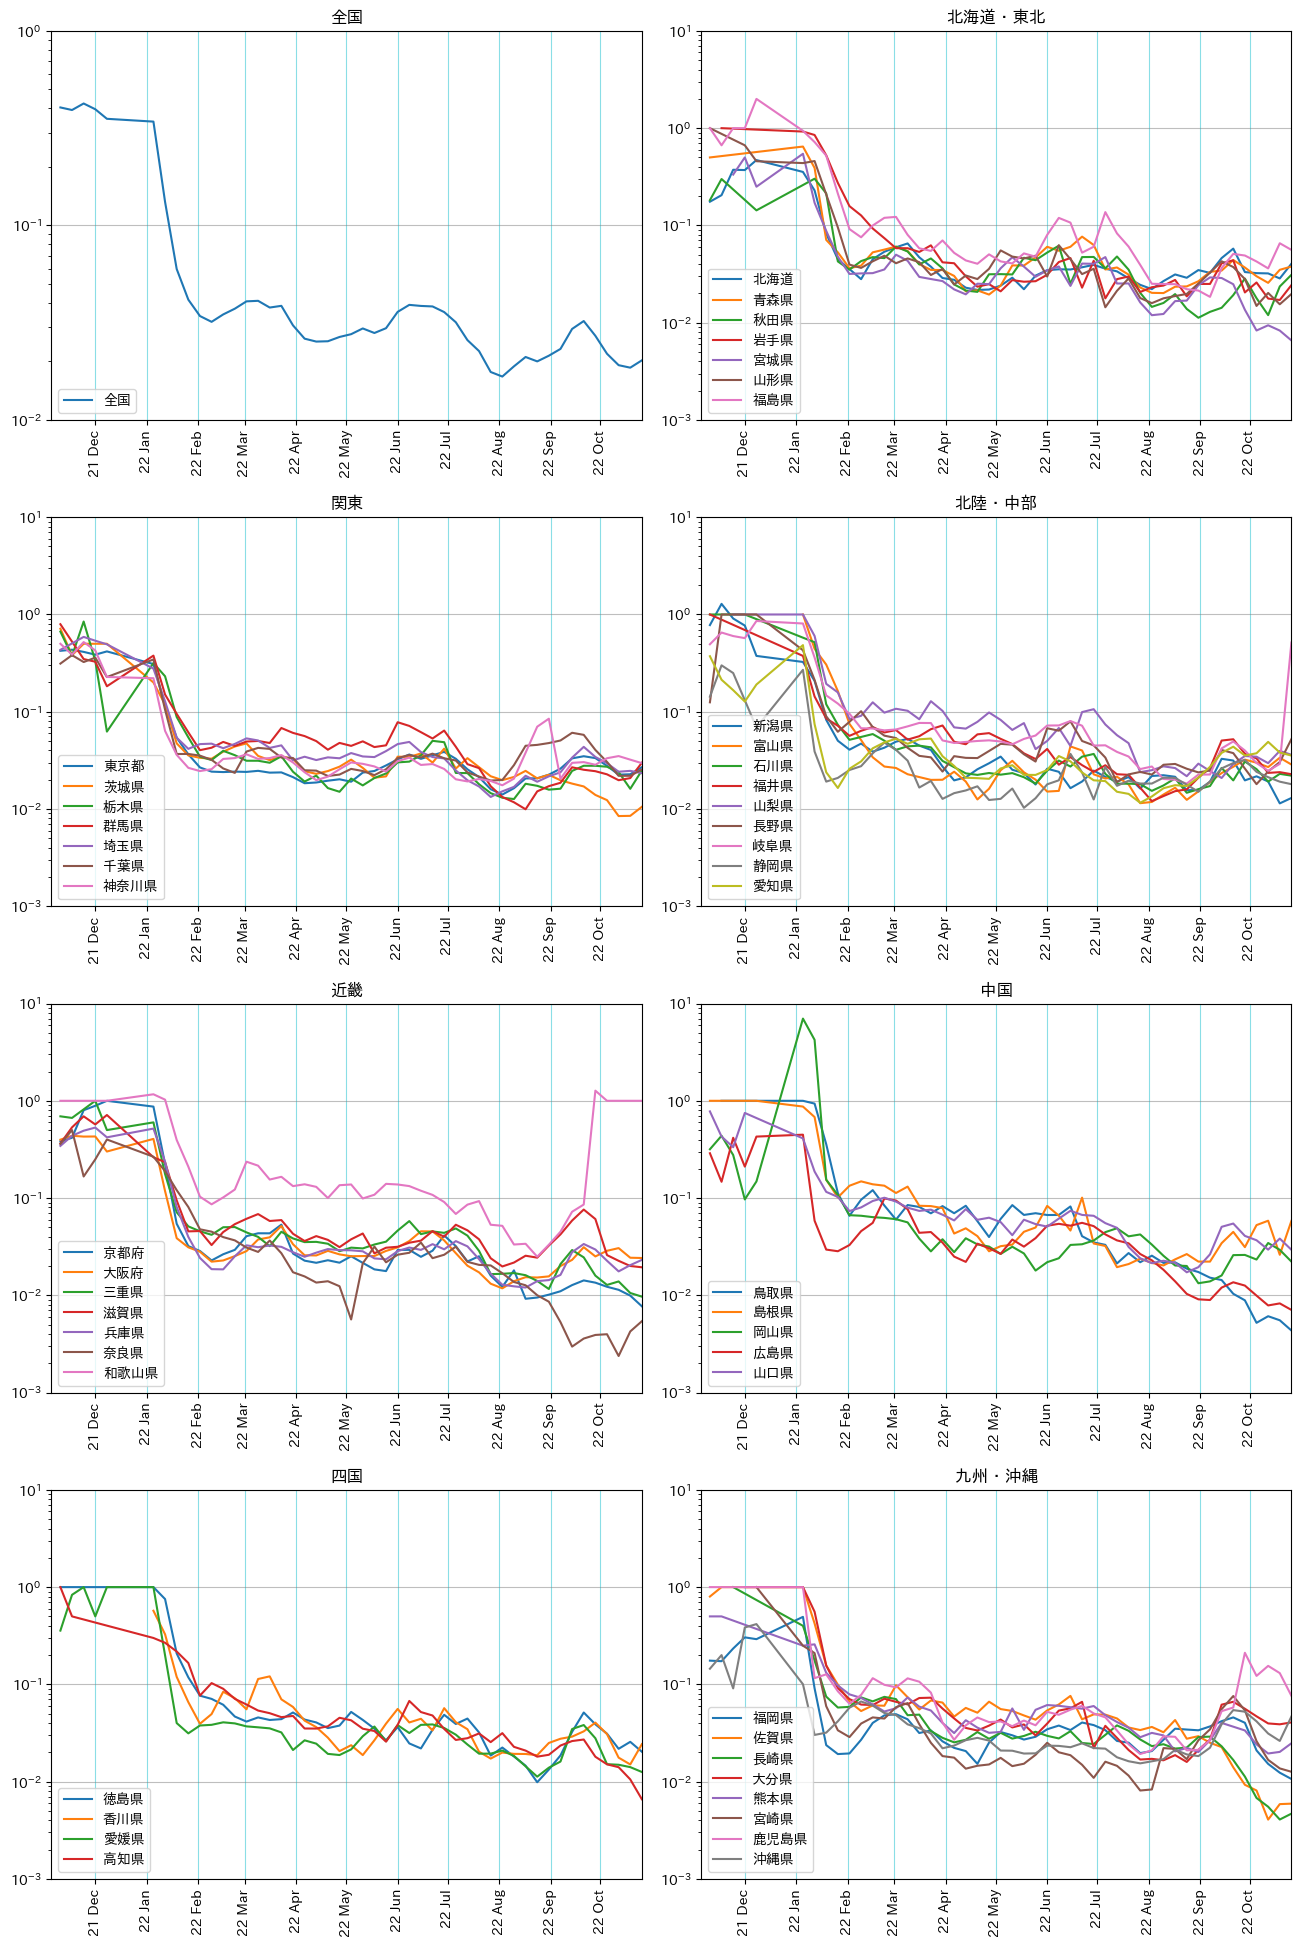 全国
10⁰
10⁻¹
10⁻²
全国
21 Dec
22 Jan
22 Feb
22 Mar
22 Apr
22 May
22 Jun
22 Jul
22 Aug
22 Sep
22 Oct
北海道・東北
10¹
10⁰
10⁻¹
10⁻²
10⁻³
北海道
青森県
秋田県
岩手県
宮城県
山形県
福島県
21 Dec
22 Jan
22 Feb
22 Mar
22 Apr
22 May
22 Jun
22 Jul
22 Aug
22 Sep
22 Oct
関東
10¹
10⁰
10⁻¹
10⁻²
10⁻³
東京都
茨城県
栃木県
群馬県
埼玉県
千葉県
神奈川県
21 Dec
22 Jan
22 Feb
22 Mar
22 Apr
22 May
22 Jun
22 Jul
22 Aug
22 Sep
22 Oct
北陸・中部
10¹
10⁰
10⁻¹
10⁻²
10⁻³
新潟県
富山県
石川県
福井県
山梨県
長野県
岐阜県
静岡県
愛知県
21 Dec
22 Jan
22 Feb
22 Mar
22 Apr
22 May
22 Jun
22 Jul
22 Aug
22 Sep
22 Oct
近畿
10¹
10⁰
10⁻¹
10⁻²
10⁻³
京都府
大阪府
三重県
滋賀県
兵庫県
奈良県
和歌山県
21 Dec
22 Jan
22 Feb
22 Mar
22 Apr
22 May
22 Jun
22 Jul
22 Aug
22 Sep
22 Oct
中国
10¹
10⁰
10⁻¹
10⁻²
10⁻³
鳥取県
島根県
岡山県
広島県
山口県
21 Dec
22 Jan
22 Feb
22 Mar
22 Apr
22 May
22 Jun
22 Jul
22 Aug
22 Sep
22 Oct
四国
10¹
10⁰
10⁻¹
10⁻²
10⁻³
徳島県
香川県
愛媛県
高知県
21 Dec
22 Jan
22 Feb
22 Mar
22 Apr
22 May
22 Jun
22 Jul
22 Aug
22 Sep
22 Oct
九州・沖縄
10¹
10⁰
10⁻¹
10⁻²
10⁻³
福岡県
佐賀県
長崎県
大分県
熊本県
宮崎県
鹿児島県
沖縄県
21 Dec
22 Jan
22 Feb
22 Mar
22 Apr
22 May
22 Jun
22 Jul
22 Aug
22 Sep
22 Oct